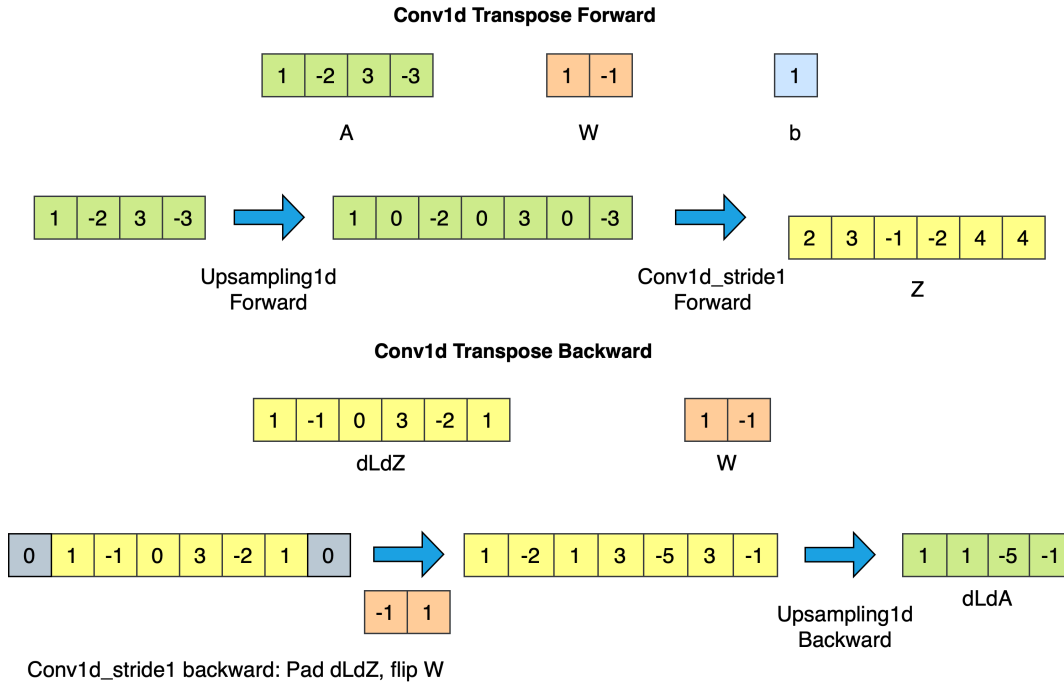 Conv1d Transpose Forward
1 -2 3 -3
1 -1
1
A
W
b
1 -2 3 -3
1 0 -2 0 3 0 -3
2 3 -1 -2 4 4
Upsampling1d
Forward
Conv1d_stride1
Forward
Z
Conv1d Transpose Backward
1 -1 0 3 -2 1
1 -1
dLdZ
W
0 1 -1 0 3 -2 1 0
1 -2 1 3 -5 3 -1
1 1 -5 -1
-1 1
dLdA
Upsampling1d
Backward
Conv1d_stride1 backward: Pad dLdZ, flip W